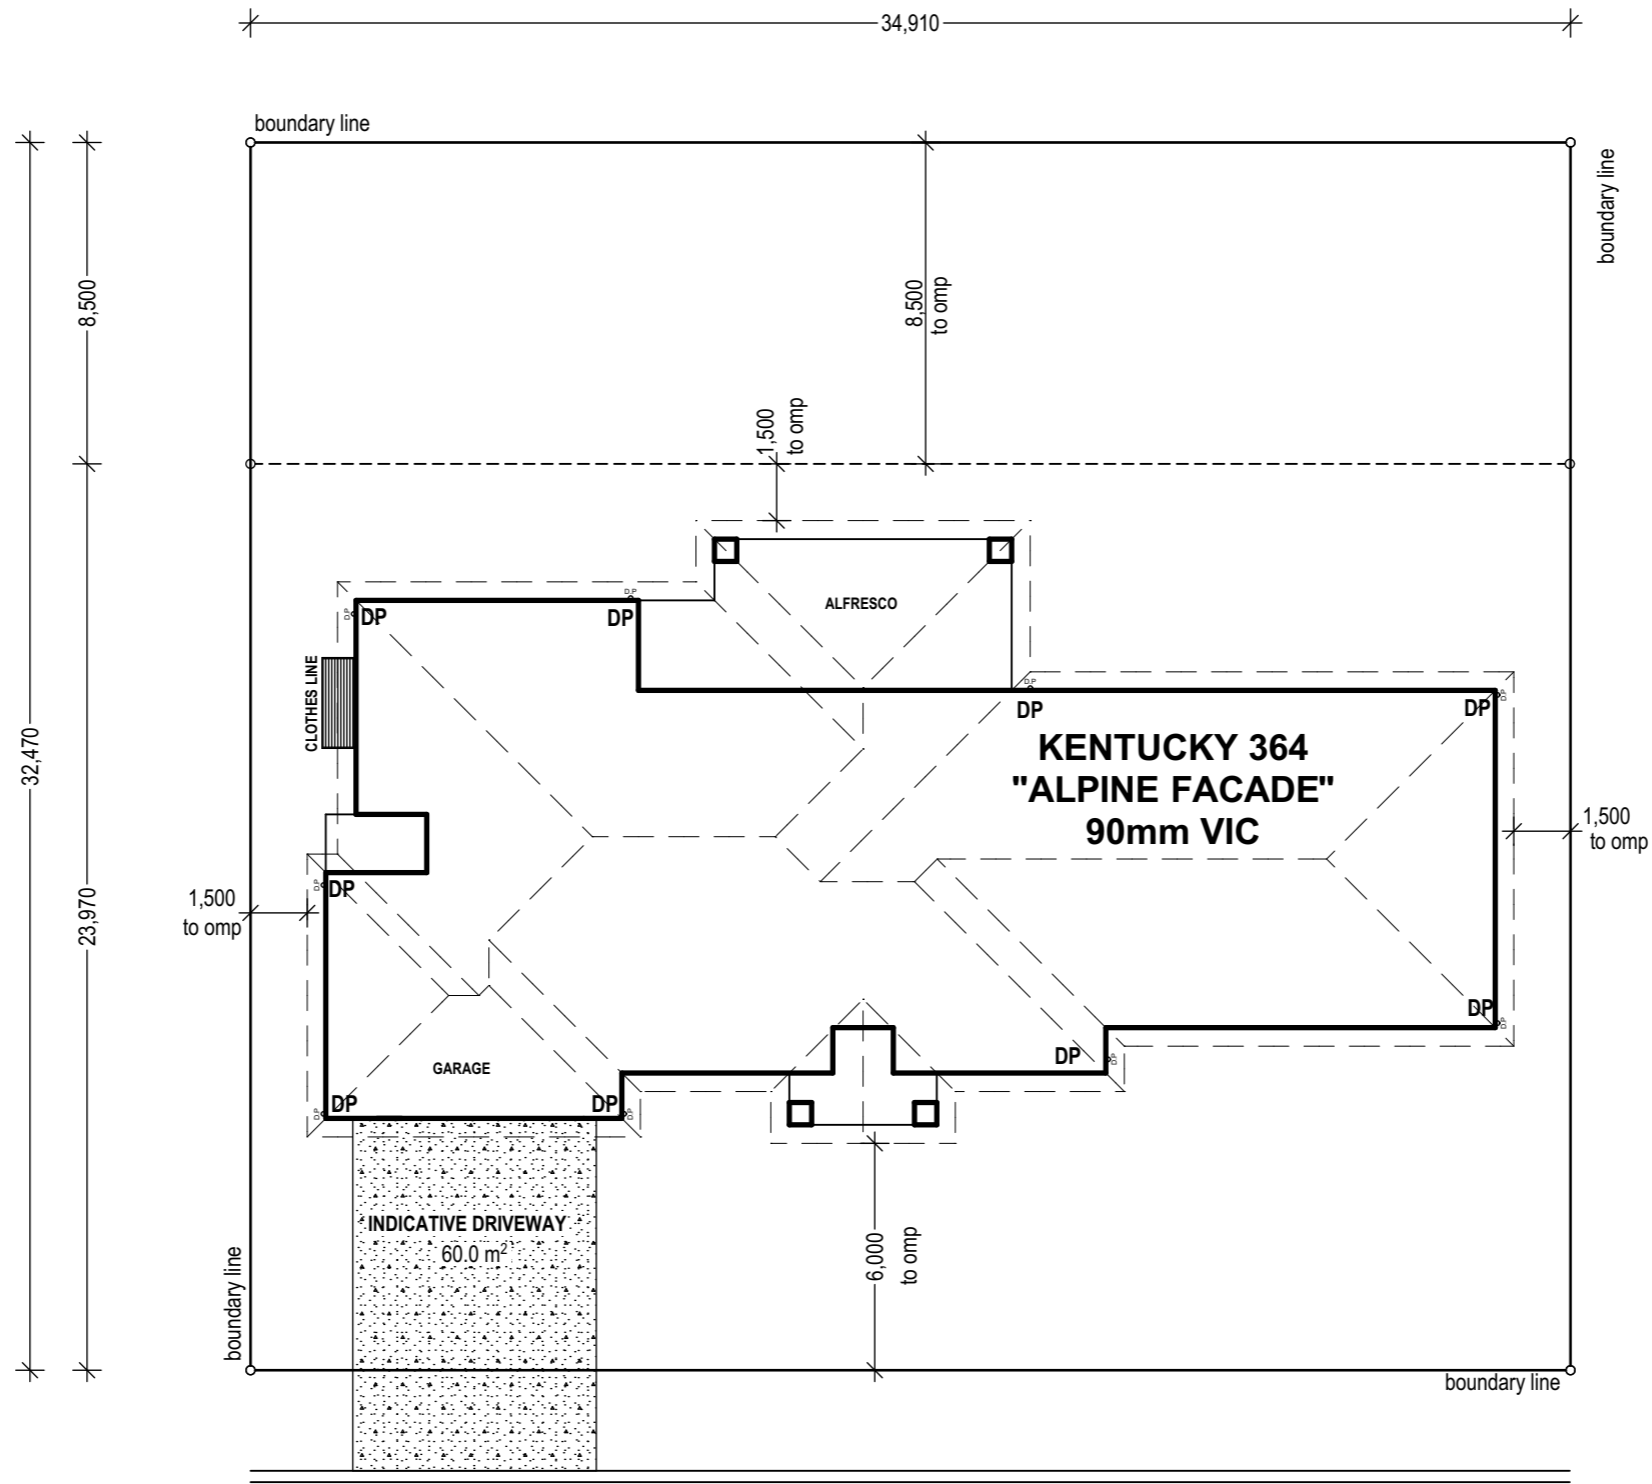 34,910
boundary line
boundary line
8,500
8,500
to omp
1,500
to omp
ALFRESCO
D.P
D.P
DP
DP
CLOTHES LINE
D.P
DP
D.P
DP
KENTUCKY 364
"ALPINE FACADE"
90mm VIC
32,470
1,500
to omp
23,970
D.P
DP
1,500
to omp
DP
D.P
DP
D.P
GARAGE
D.P
DP
DP
D.P
INDICATIVE DRIVEWAY
60.0 m²
6,000
to omp
boundary line
boundary line